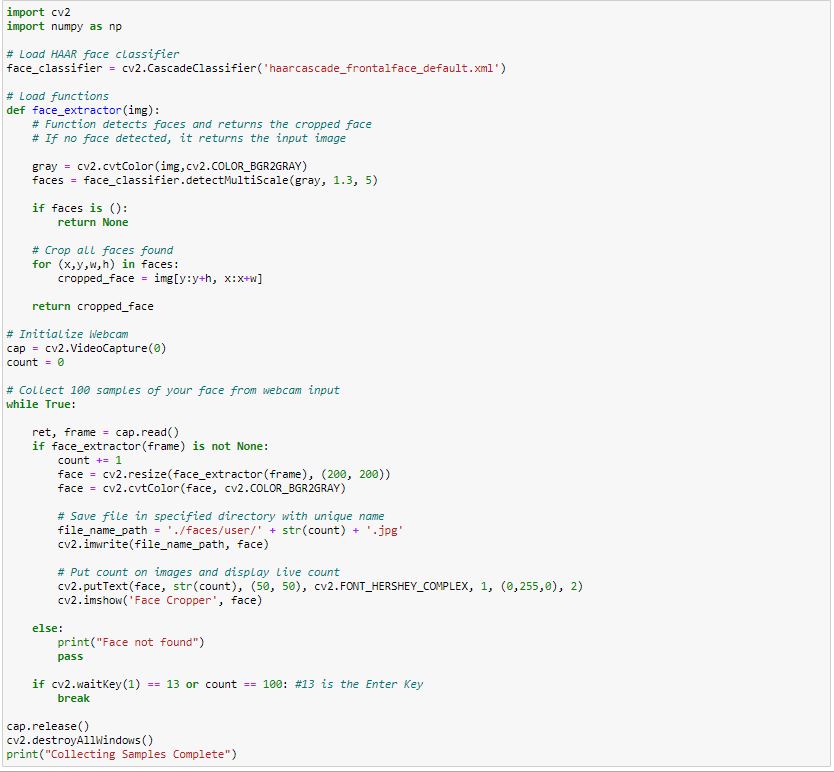 import cv2
import numpy as np
# Load HAAR face classifier
face_classifier = cv2.CascadeClassifier('haarcascade_frontalface_default.xml')
# Load functions
def face_extractor(img):
    # Function detects faces and returns the cropped face
    # If no face detected, it returns the input image
    gray = cv2.cvtColor(img,cv2.COLOR_BGR2GRAY)
    faces = face_classifier.detectMultiScale(gray, 1.3, 5)
    if faces is ():
        return None
    # Crop all faces found
    for (x,y,w,h) in faces:
        cropped_face = img[y:y+h, x:x+w]
    return cropped_face
# Initialize Webcam
cap = cv2.VideoCapture(0)
count = 0
# Collect 100 samples of your face from webcam input
while True:
    ret, frame = cap.read()
    if face_extractor(frame) is not None:
        count += 1
        face = cv2.resize(face_extractor(frame), (200, 200))
        face = cv2.cvtColor(face, cv2.COLOR_BGR2GRAY)
        # Save file in specified directory with unique name
        file_name_path = './faces/user/' + str(count) + '.jpg'
        cv2.imwrite(file_name_path, face)
        # Put count on images and display live count
        cv2.putText(face, str(count), (50, 50), cv2.FONT_HERSHEY_COMPLEX, 1, (0,255,0), 2)
        cv2.imshow('Face Cropper', face)
    else:
        print("Face not found")
        pass
    if cv2.waitKey(1) == 13 or count == 100: #13 is the Enter Key
        break
cap.release()
cv2.destroyAllWindows()
print("Collecting Samples Complete")